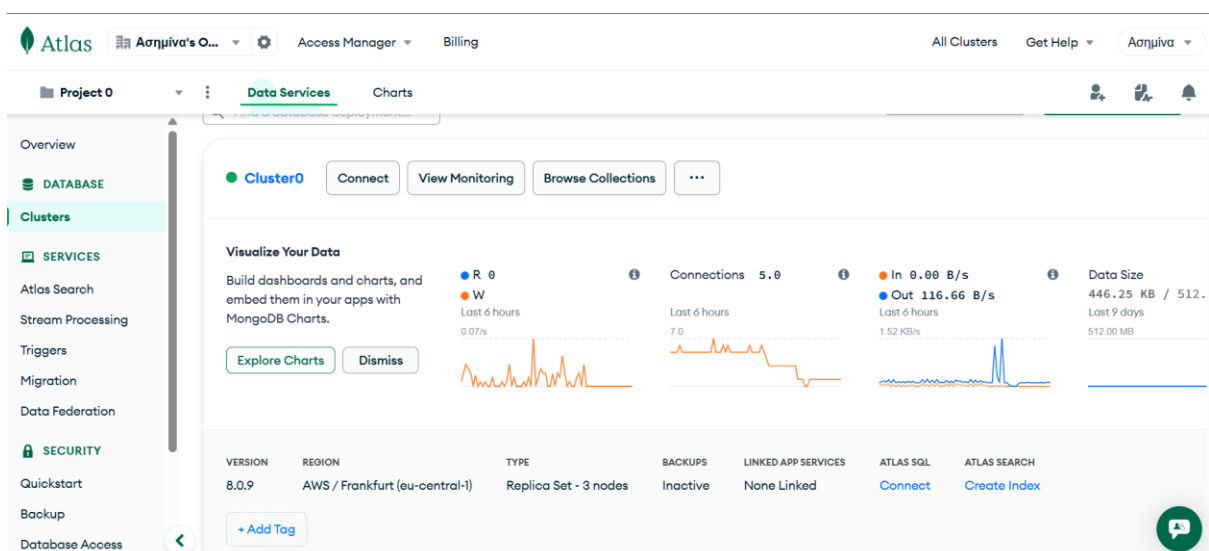 Atlas
Ασημίνα's O...
Access Manager
Billing
All Clusters
Get Help
Ασημίνα
Project 0
Data Services
Charts
Find a database deployment...
Overview
DATABASE
Clusters
SERVICES
Atlas Search
Stream Processing
Triggers
Migration
Data Federation
SECURITY
Quickstart
Backup
Database Access
Cluster0
Connect
View Monitoring
Browse Collections
...
Visualize Your Data
Build dashboards and charts, and
embed them in your apps with
MongoDB Charts.
Explore Charts
Dismiss
R 0
W
Last 6 hours
0.07/s
Connections 5.0
Last 6 hours
7.0
In 0.00 B/s
Out 116.66 B/s
Last 6 hours
1.52 KB/s
Data Size
446.25 KB / 512.
Last 9 days
512.00 MB
VERSION
8.0.9
REGION
AWS / Frankfurt (eu-central-1)
TYPE
Replica Set - 3 nodes
BACKUPS
Inactive
LINKED APP SERVICES
None Linked
ATLAS SQL
Connect
ATLAS SEARCH
Create Index
+ Add Tag